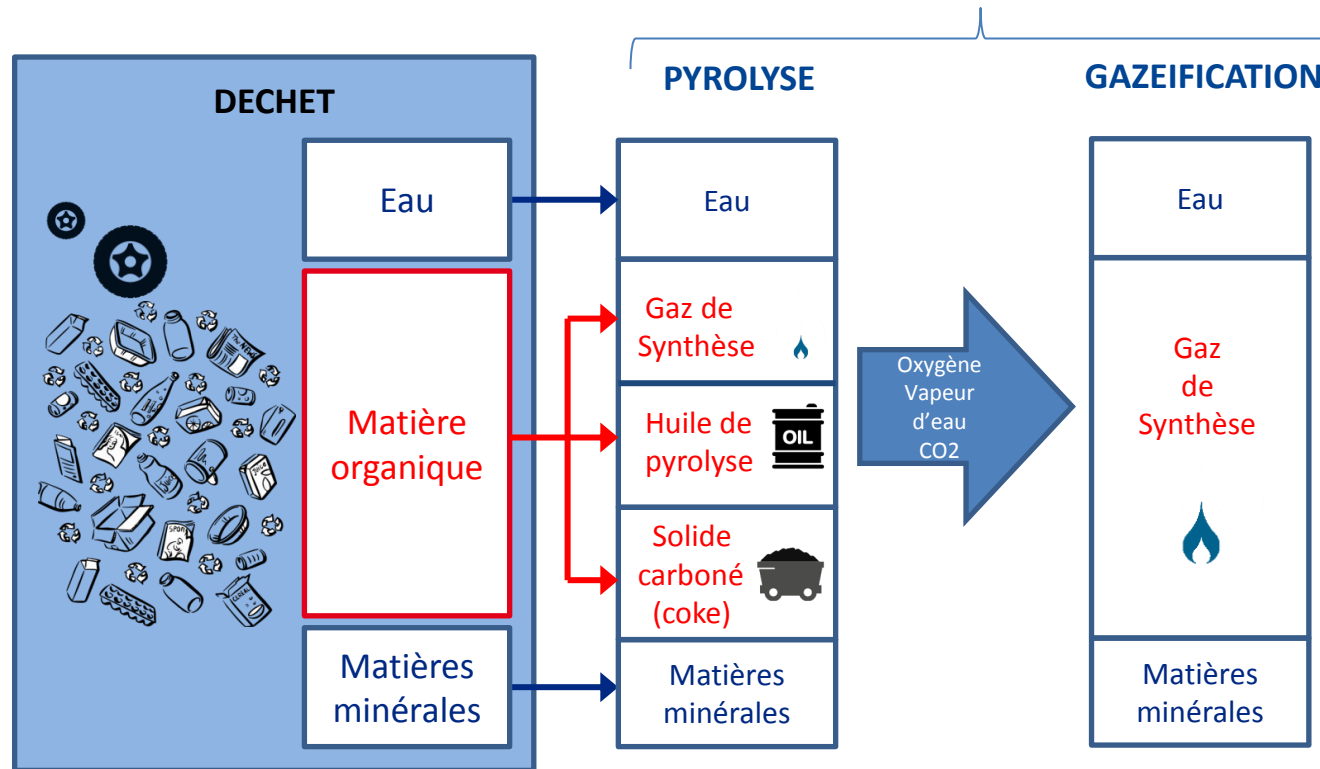 DECHET
Eau
Matière
organique
Matières
minérales
PYROLYSE
Eau
Gaz de
Synthèse
Huile de
pyrolyse
OIL
Solide
carboné
(coke)
Matières
minérales
Oxygène
Vapeur
d'eau
CO2
GAZEIFICATION
Eau
Gaz
de
Synthèse
Matières
minérales